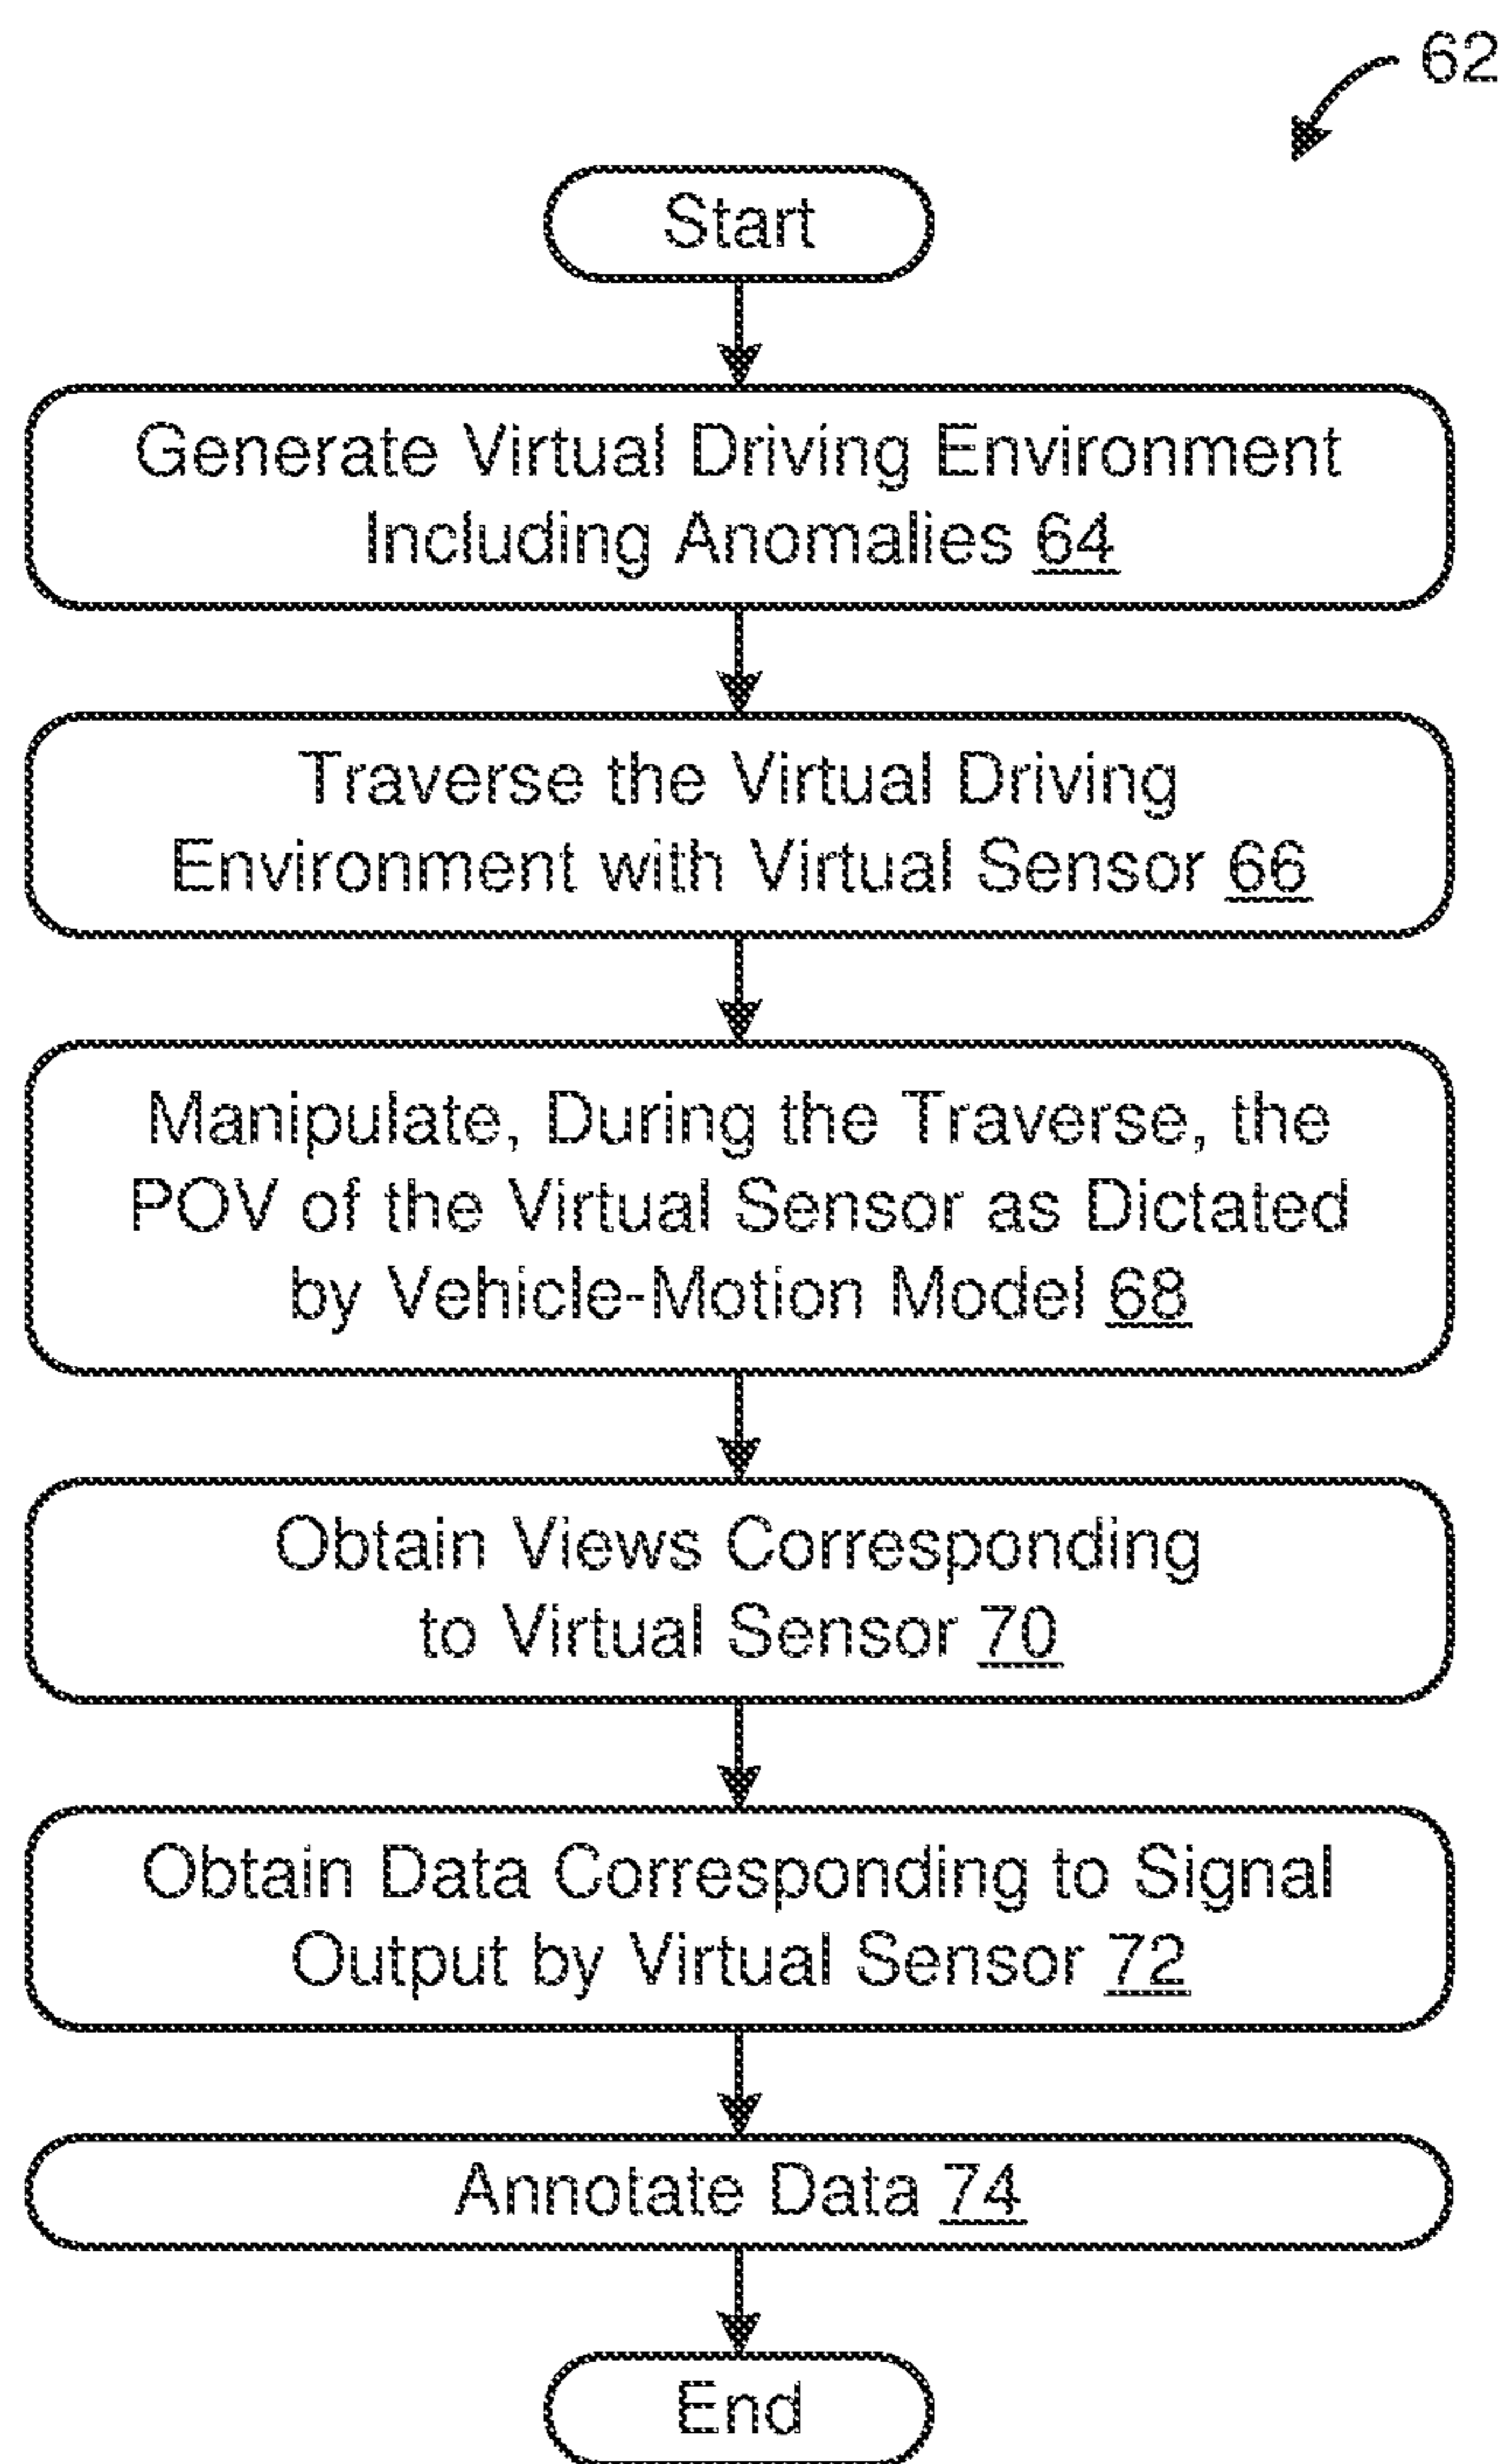 62
Start
Generate Virtual Driving Environment
Including Anomalies 64
Traverse the Virtual Driving
Environment with Virtual Sensor 66
Manipulate, During the Traverse, the
POV of the Virtual Sensor as Dictated
by Vehicle-Motion Model 68
Obtain Views Corresponding
to Virtual Sensor 70
Obtain Data Corresponding to Signal
Output by Virtual Sensor 72
Annotate Data 74
End